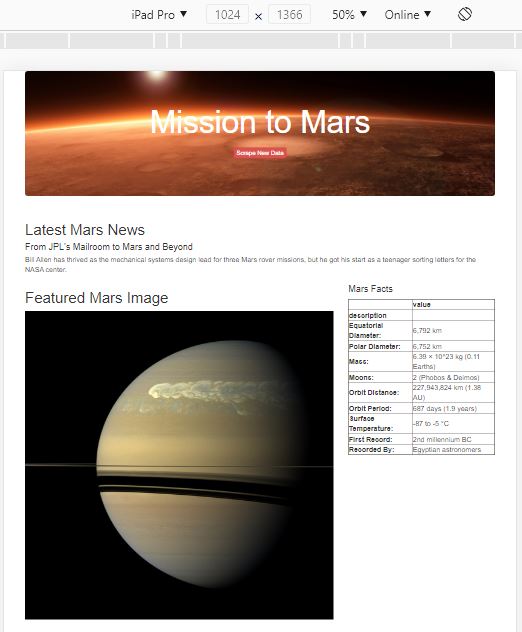 iPad Pro ▼ 1024 x 1366 50% ▼ Online ▼
Mission to Mars
Scrape New Data
Latest Mars News
From JPL's Mailroom to Mars and Beyond
Bill Allen has thrived as the mechanical systems design lead for three Mars rover missions, but he got his start as a teenager sorting letters for the
NASA center.
Featured Mars Image
Mars Facts
value
description
Equatorial
Diameter: 6,792 km
Polar Diameter: 6,752 km
Mass: 6.39 × 10^23 kg (0.11
Earths)
Moons: 2 (Phobos & Deimos)
Orbit Distance: 227,943,824 km (1.38
AU)
Orbit Period: 687 days (1.9 years)
Surface
Temperature: -87 to -5 °C
First Record: 2nd millennium BC
Recorded By: Egyptian astronomers